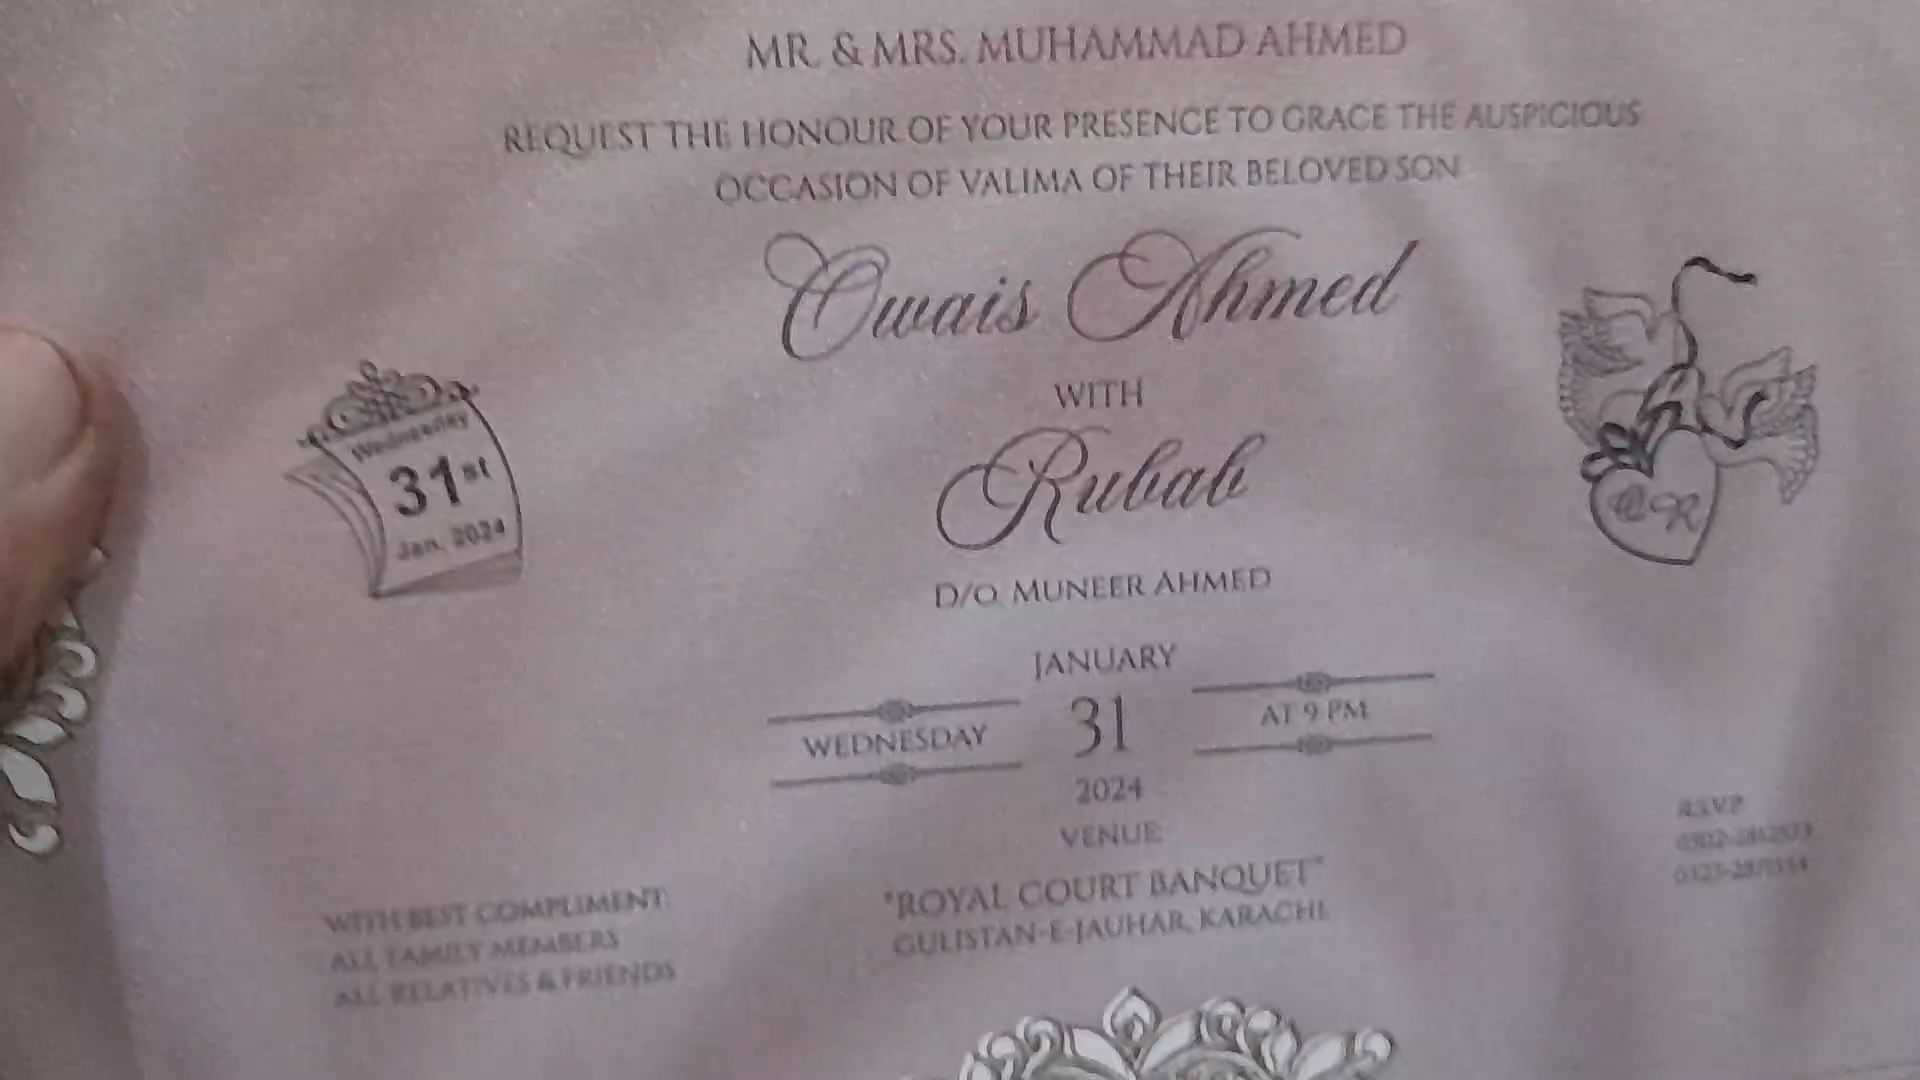 MR. & MRS. MUHAMMAD AHMED
REQUEST THE HONOUR OF YOUR PRESENCE TO GRACE THE AUSPICIOUS
OCCASION OF VALIMA OF THEIR BELOVED SON
Owais Ahmed
WITH
Rubab
D/O. MUNEER AHMED
Wednesday
31st
Jan, 2024
JANUARY
WEDNESDAY
31
AT 9 PM
2024
VENUE:
"ROYAL COURT BANQUET"
GULISTAN-E-JAUHAR, KARACHI.
WITH BEST COMPLIMENT:
ALL FAMILY MEMBERS
ALL RELATIVES & FRIENDS
R.S.V.P